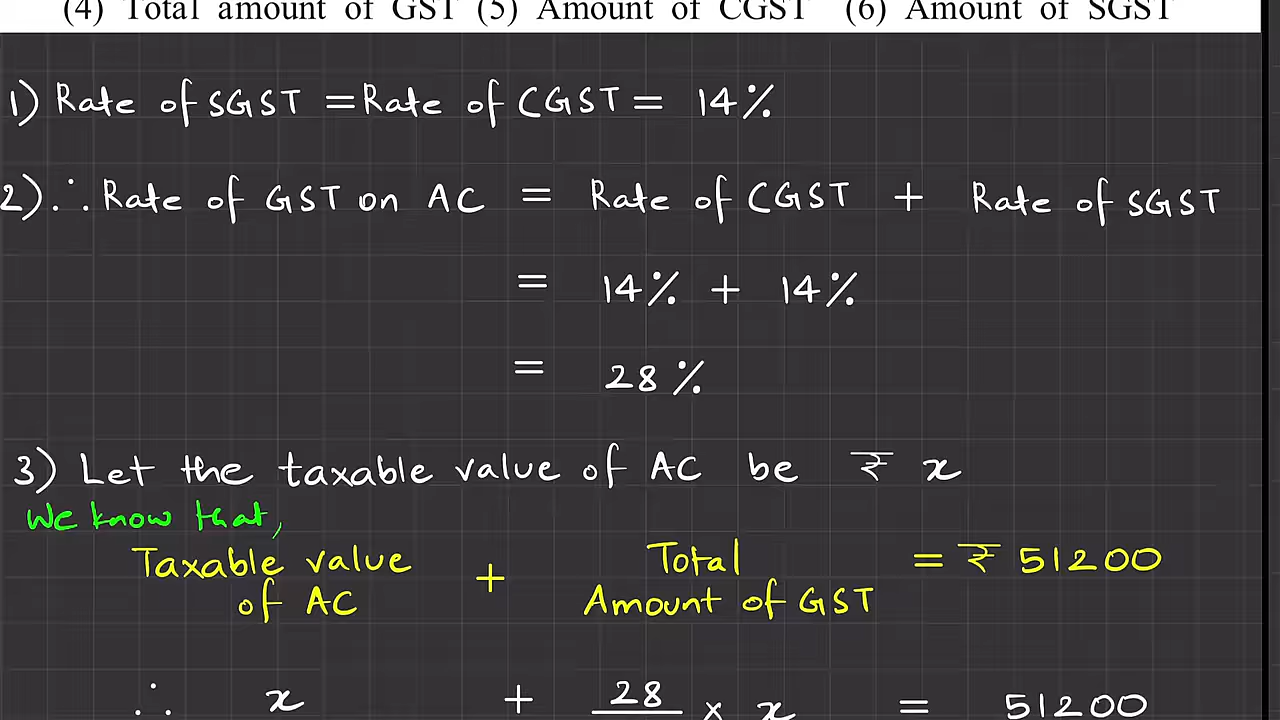 (4) Total amount of GST (5) Amount of CGST (6) Amount of SGST
1) Rate of SGST = Rate of CGST = 14%
2) ∴ Rate of GST on AC = Rate of CGST + Rate of SGST
= 14% + 14%
= 28%
3) Let the taxable value of AC be ₹ x
We know that,
Taxable value of AC + Total Amount of GST = ₹ 51200
∴ x + 28 × x = 51200